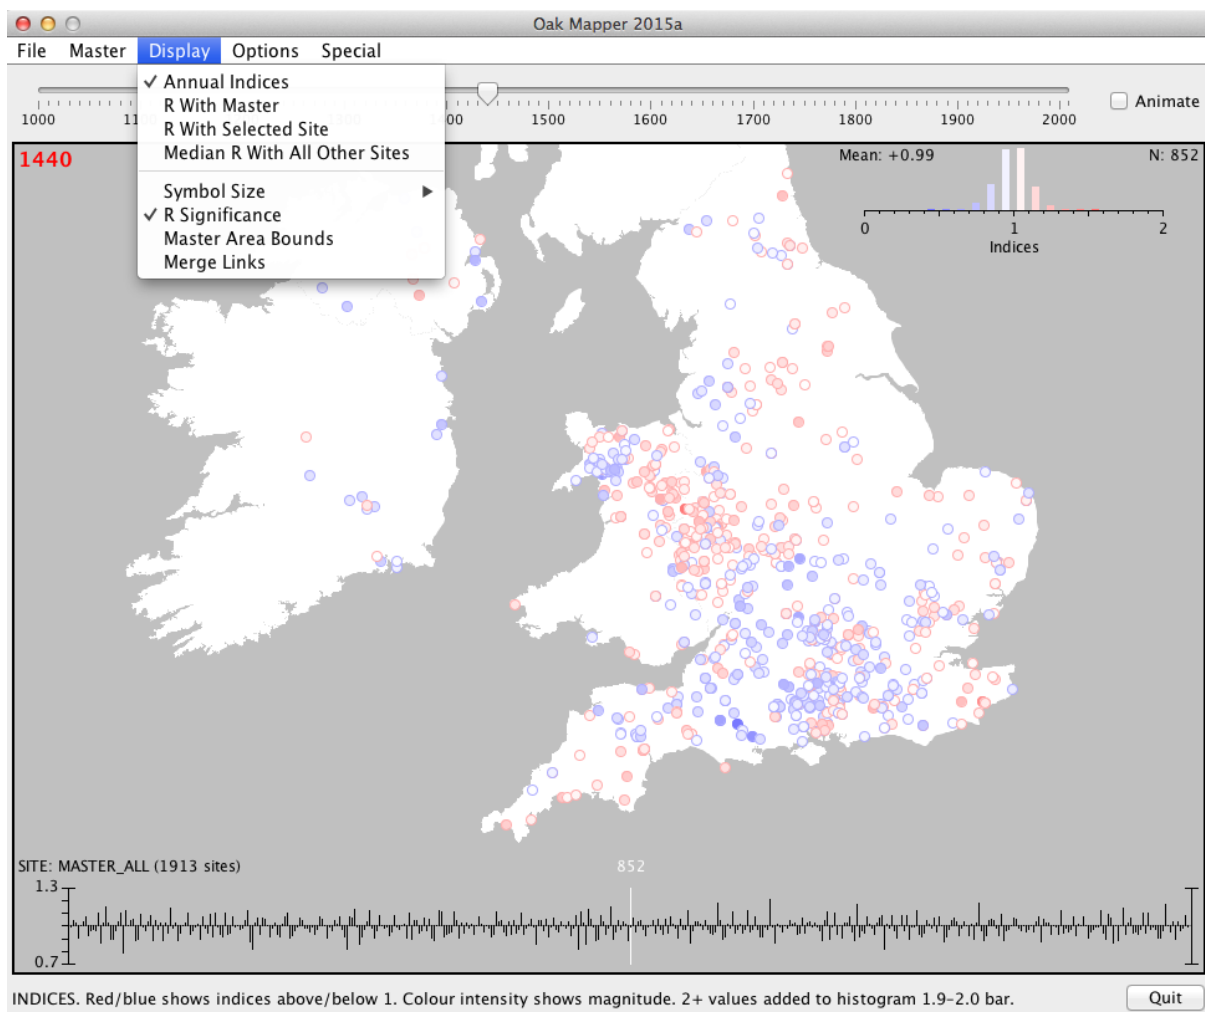 Oak Mapper 2015a
File Master Display Options Special
Annual Indices
R With Master
R With Selected Site
Median R With All Other Sites
Symbol Size
R Significance
Master Area Bounds
Merge Links
1000 1500 1600 1700 1800 1900 2000
Animate
1440
Mean: +0.99 N: 852
0 1 2
Indices
SITE: MASTER_ALL (1913 sites) 852
1.3
0.7
INDICES. Red/blue shows indices above/below 1. Colour intensity shows magnitude. 2+ values added to histogram 1.9-2.0 bar.
Quit